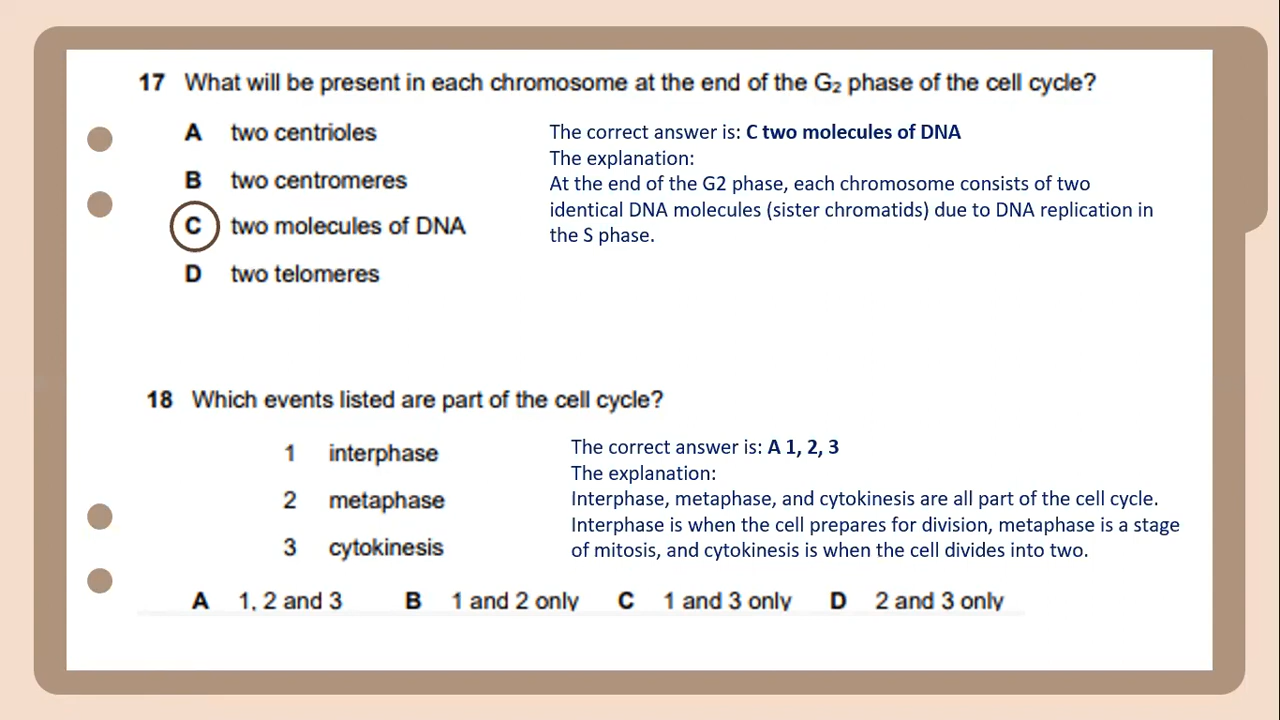 17 What will be present in each chromosome at the end of the G₂ phase of the cell cycle?
A two centrioles
B two centromeres
C two molecules of DNA
D two telomeres
The correct answer is: C two molecules of DNA
The explanation:
At the end of the G2 phase, each chromosome consists of two
identical DNA molecules (sister chromatids) due to DNA replication in
the S phase.
18 Which events listed are part of the cell cycle?
1 interphase
2 metaphase
3 cytokinesis
The correct answer is: A 1, 2, 3
The explanation:
Interphase, metaphase, and cytokinesis are all part of the cell cycle.
Interphase is when the cell prepares for division, metaphase is a stage
of mitosis, and cytokinesis is when the cell divides into two.
A 1, 2 and 3 B 1 and 2 only C 1 and 3 only D 2 and 3 only